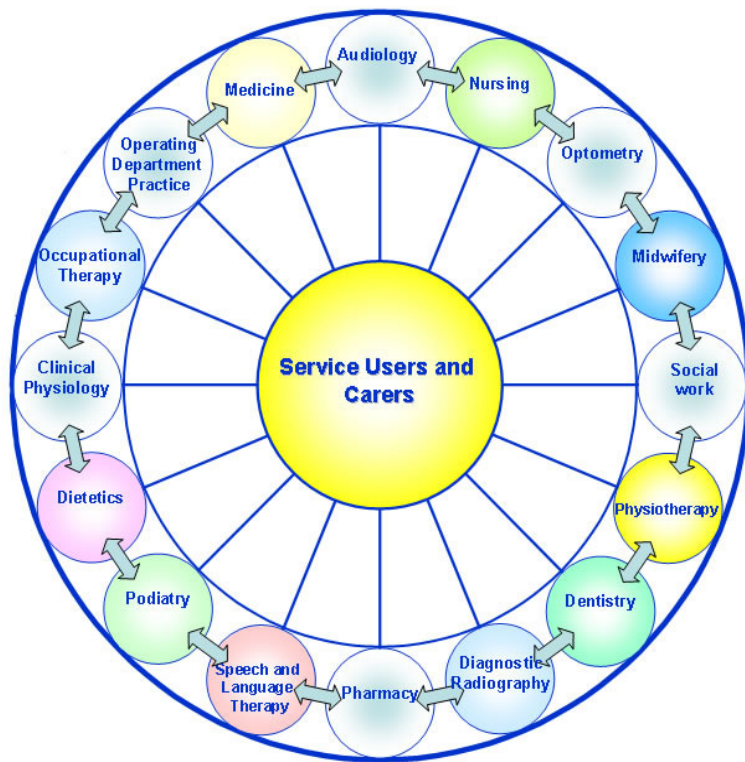 Audiology
Nursing
Optometry
Midwifery
Social
work
Physiotherapy
Dentistry
Diagnostic
Radiography
Pharmacy
Speech and
Language
Therapy
Podiatry
Dietetics
Clinical
Physiology
Occupational
Therapy
Operating
Department
Practice
Medicine
Service Users and
Carers